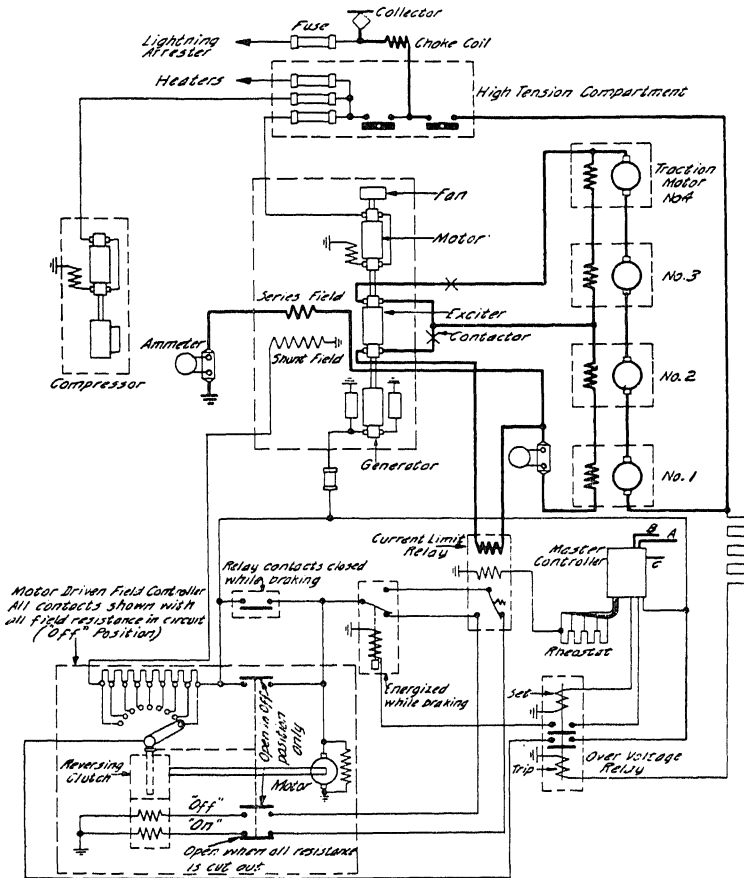 Collector
Fuse
Lightning
Arrester
Choke Coil
Heaters
High Tension Compartment
Fan
Motor
Traction
Motor
No4
No.3
Series Field
Exciter
Contactor
Ammeter
Shunt Field
Compressor
No.2
Generator
No.1
Current Limit
Relay
Master
Controller
B
A
C
Relay contacts closed
while braking
Motor Driven Field Controller
All contacts shown with
all field resistance in circuit
("Off" Position)
Rheostat
Energized
while braking
Set
Open in Off
position
only
Reversing
Clutch
Motor
Over Voltage
Relay
Trip
"Off"
"On"
Open when all resistance
is cut out